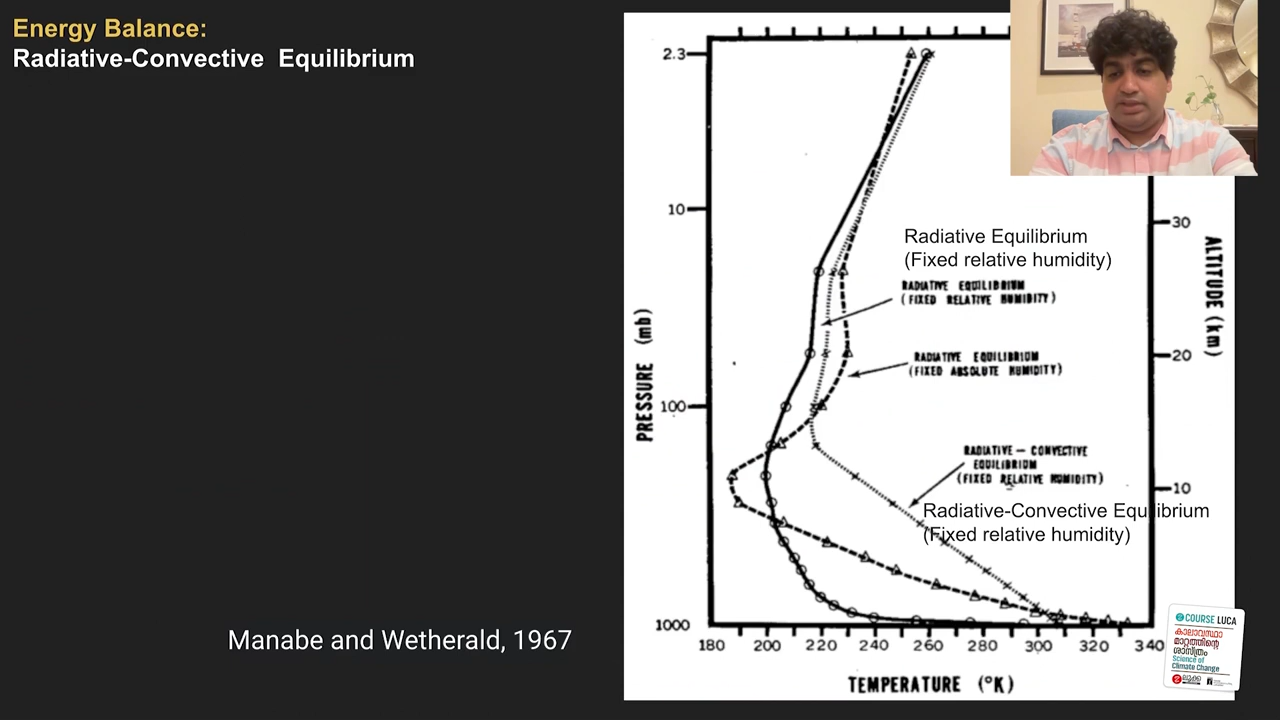 Energy Balance:
Radiative-Convective Equilibrium
2.3
10
100
1000
PRESSURE (mb)
30
20
10
ALTITUDE (km)
Radiative Equilibrium
(Fixed relative humidity)
RADIATIVE EQUILIBRIUM
(FIXED RELATIVE HUMIDITY)
RADIATIVE EQUILIBRIUM
(FIXED ABSOLUTE HUMIDITY)
RADIATIVE – CONVECTIVE
EQUILIBRIUM
(FIXED RELATIVE HUMIDITY)
Radiative-Convective Equilibrium
(Fixed relative humidity)
180 200 220 240 260 280 300 320 340
TEMPERATURE (°K)
Manabe and Wetherald, 1967
COURSE LUCA
കാലാവസ്ഥാ
മാറ്റത്തിന്റെ
ശാസ്ത്രം
Science of
Climate Change
ലൂക്ക